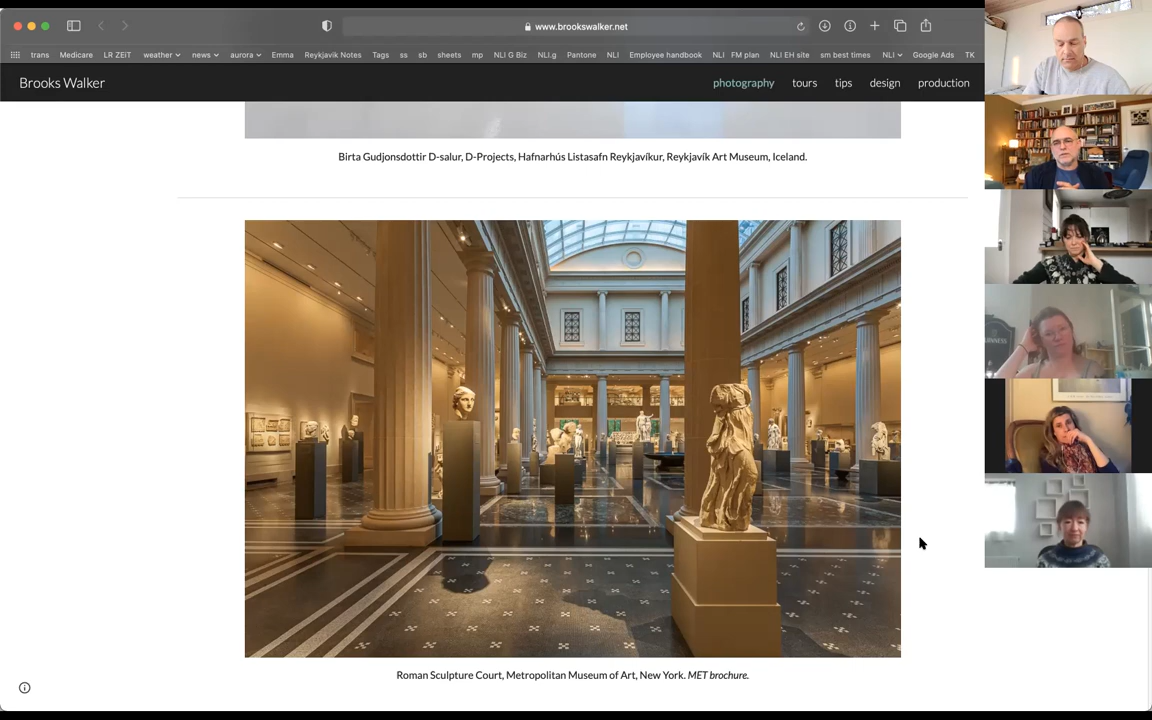 www.brookswalker.net
trans Medicare LR ZEIT weather news aurora Emma Reykjavik Notes Tags ss sb sheets mp NLI G Biz NLI.g Pantone NLI Employee handbook NLI FM plan NLI EH site sm best times NLI Google Ads TK
Brooks Walker photography tours tips design production
Birta Gudjonsdottir D-salur, D-Projects, Hafnarhús Listasafn Reykjavíkur, Reykjavík Art Museum, Iceland.
Roman Sculpture Court, Metropolitan Museum of Art, New York. MET brochure.